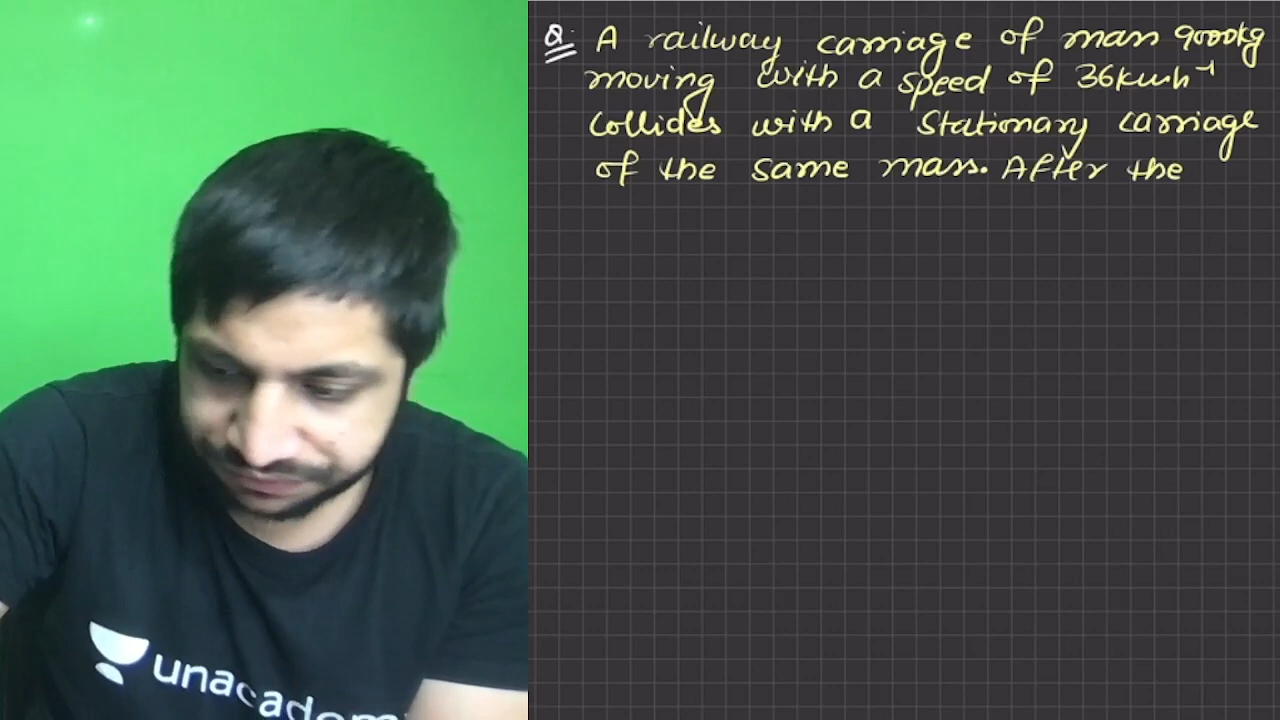 Q. A railway carriage of mass 9000kg
moving with a speed of 36kmh⁻¹
collides with a stationary carriage
of the same mass. After the
unacadem